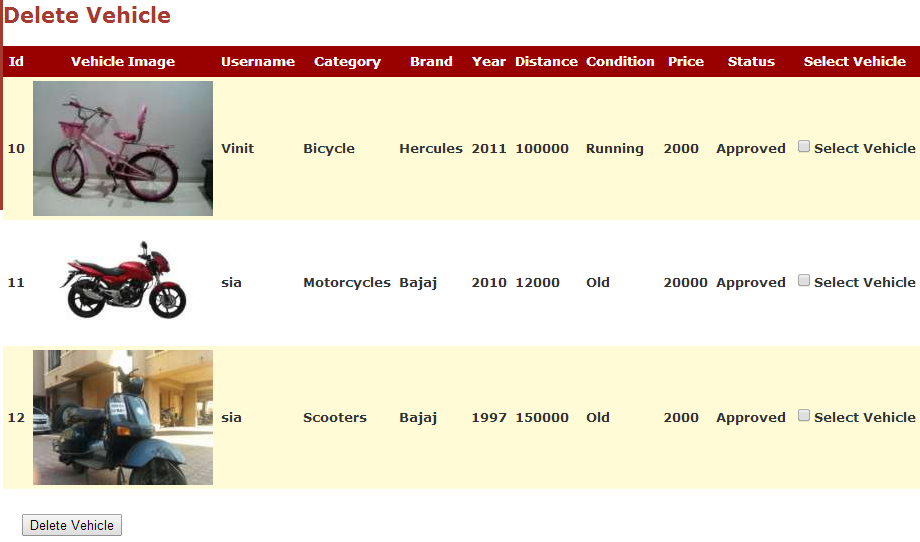 Delete Vehicle
Id Vehicle Image Username Category Brand Year Distance Condition Price Status Select Vehicle
10 Vinit Bicycle Hercules 2011 100000 Running 2000 Approved Select Vehicle
11 sia Motorcycles Bajaj 2010 12000 Old 20000 Approved Select Vehicle
12 sia Scooters Bajaj 1997 150000 Old 2000 Approved Select Vehicle
Delete Vehicle